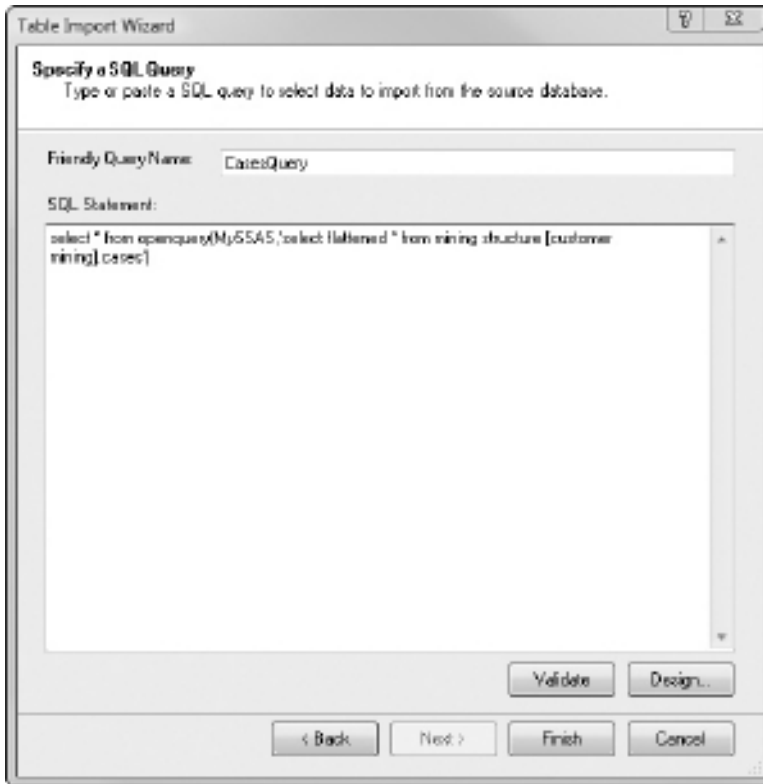 Table Import Wizard
Specify a SQL Query
Type or paste a SQL query to select data to import from the source database.
Friendly Query Name:
CasesQuery
SQL Statement:
select * from openquery(MySSAS,'select flattened * from mining structure [customer
mining].cases')
Validate
Design...
< Back
Next >
Finish
Cancel